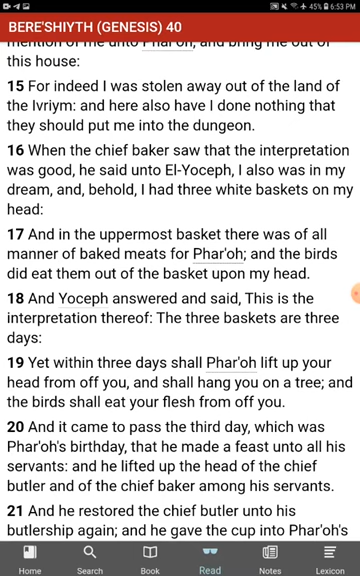 45% 6:53 PM
BERE'SHIYTH (GENESIS) 40
mention of me unto Phar'oh, and bring me out of
this house:
15 For indeed I was stolen away out of the land of
the Ivriym: and here also have I done nothing that
they should put me into the dungeon.
16 When the chief baker saw that the interpretation
was good, he said unto El-Yoceph, I also was in my
dream, and, behold, I had three white baskets on my
head:
17 And in the uppermost basket there was of all
manner of baked meats for Phar'oh; and the birds
did eat them out of the basket upon my head.
18 And Yoceph answered and said, This is the
interpretation thereof: The three baskets are three
days:
19 Yet within three days shall Phar'oh lift up your
head from off you, and shall hang you on a tree; and
the birds shall eat your flesh from off you.
20 And it came to pass the third day, which was
Phar'oh's birthday, that he made a feast unto all his
servants: and he lifted up the head of the chief
butler and of the chief baker among his servants.
21 And he restored the chief butler unto his
butlership again; and he gave the cup into Phar'oh's
Home Search Book Read Notes Lexicon